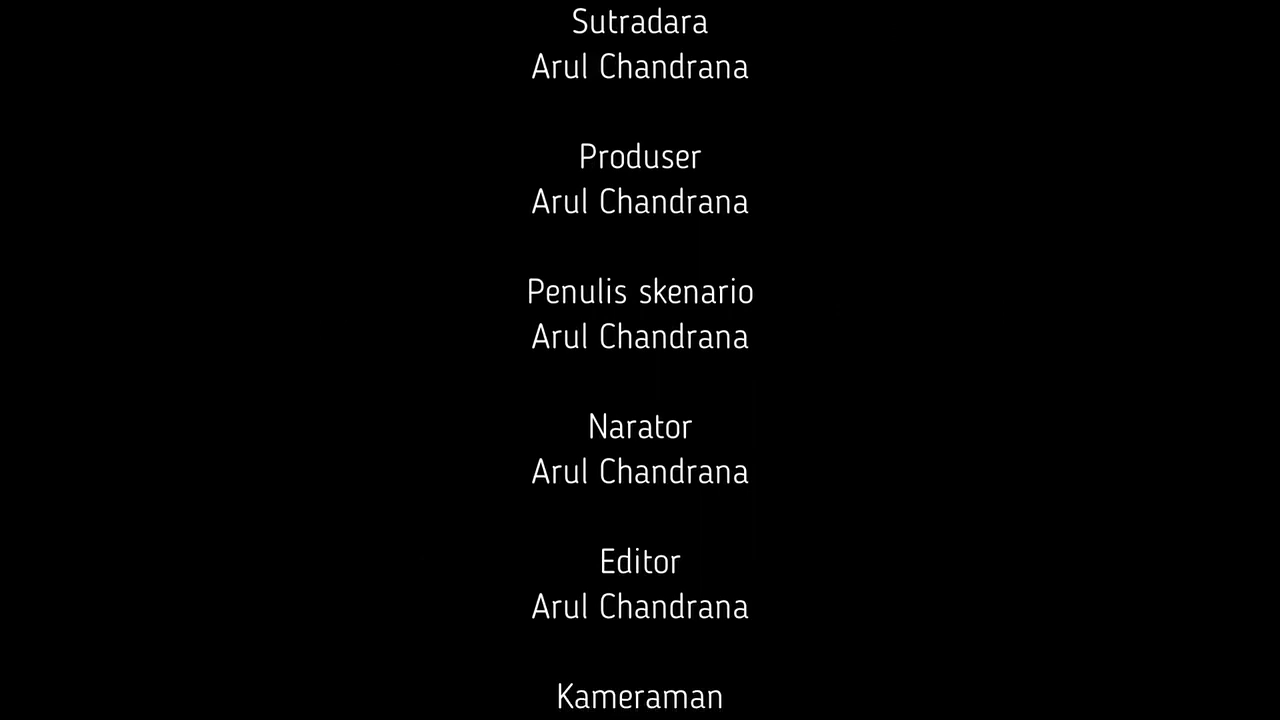 Sutradara
Arul Chandrana
Produser
Arul Chandrana
Penulis skenario
Arul Chandrana
Narator
Arul Chandrana
Editor
Arul Chandrana
Kameraman